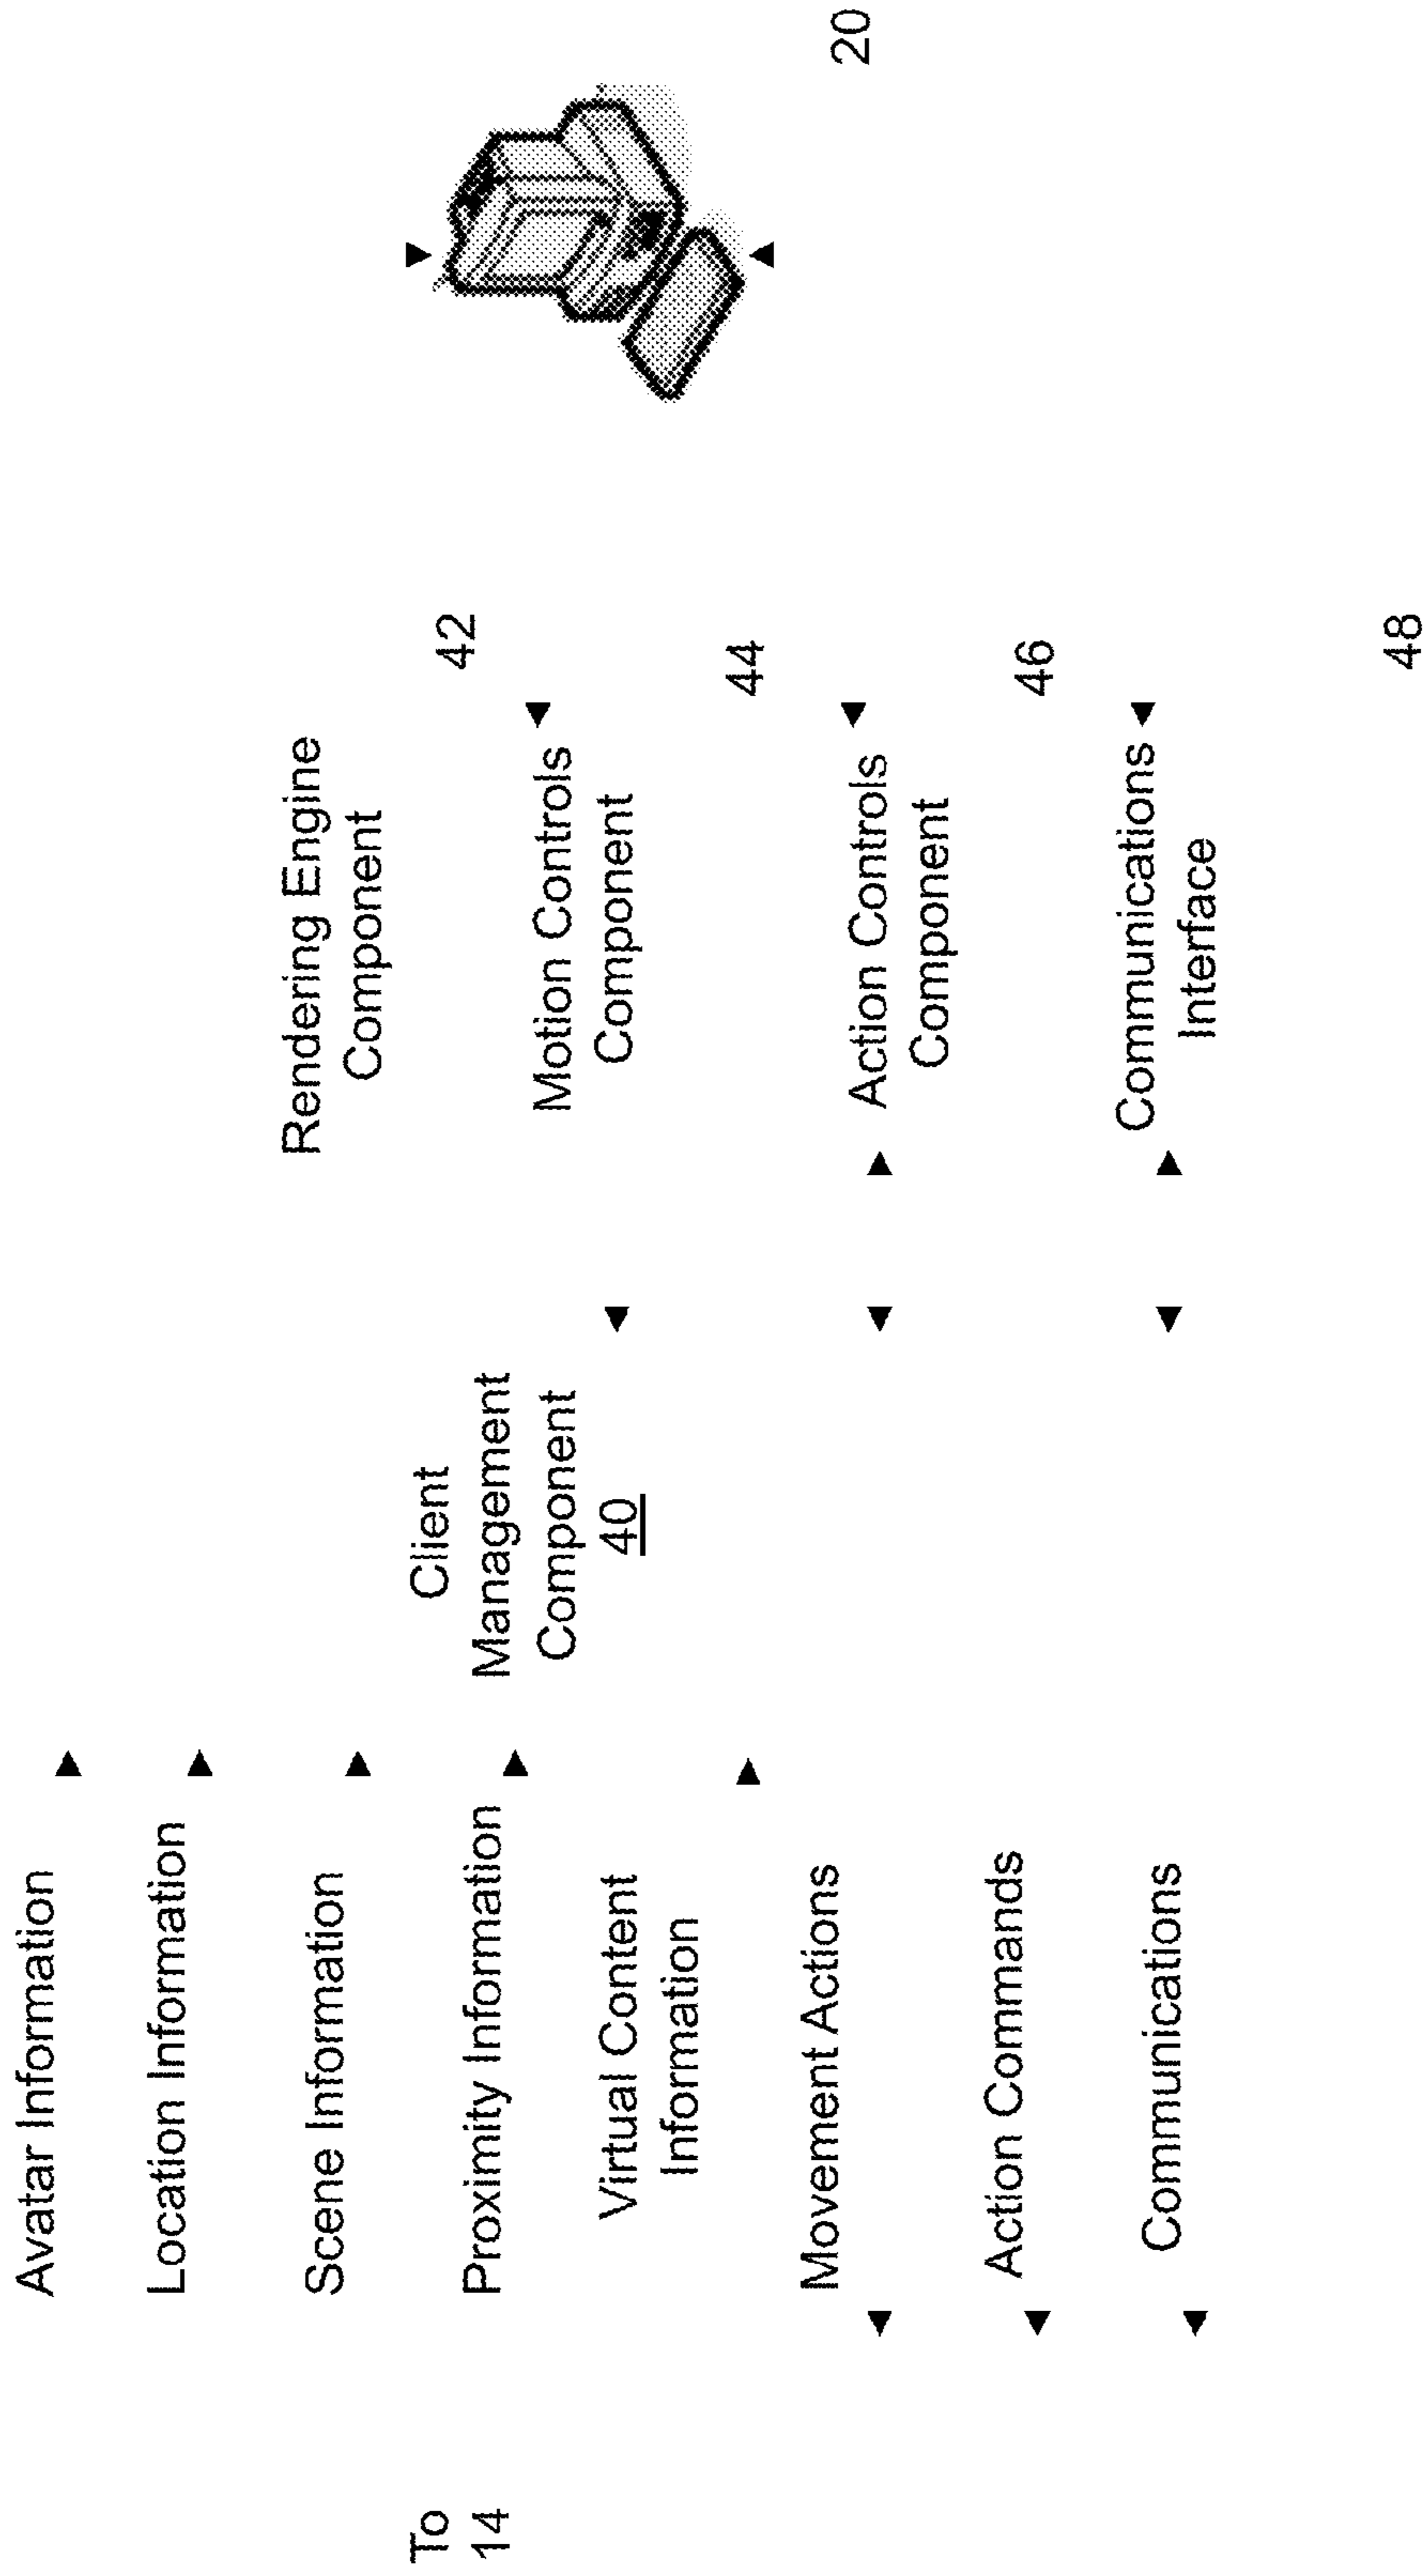 To
14
Avatar Information
Location Information
Scene Information
Proximity Information
Virtual Content
Information
Movement Actions
Action Commands
Communications
Client
Management
Component
40
Rendering Engine
Component
42
Motion Controls
Component
44
Action Controls
Component
46
Communications
Interface
48
20